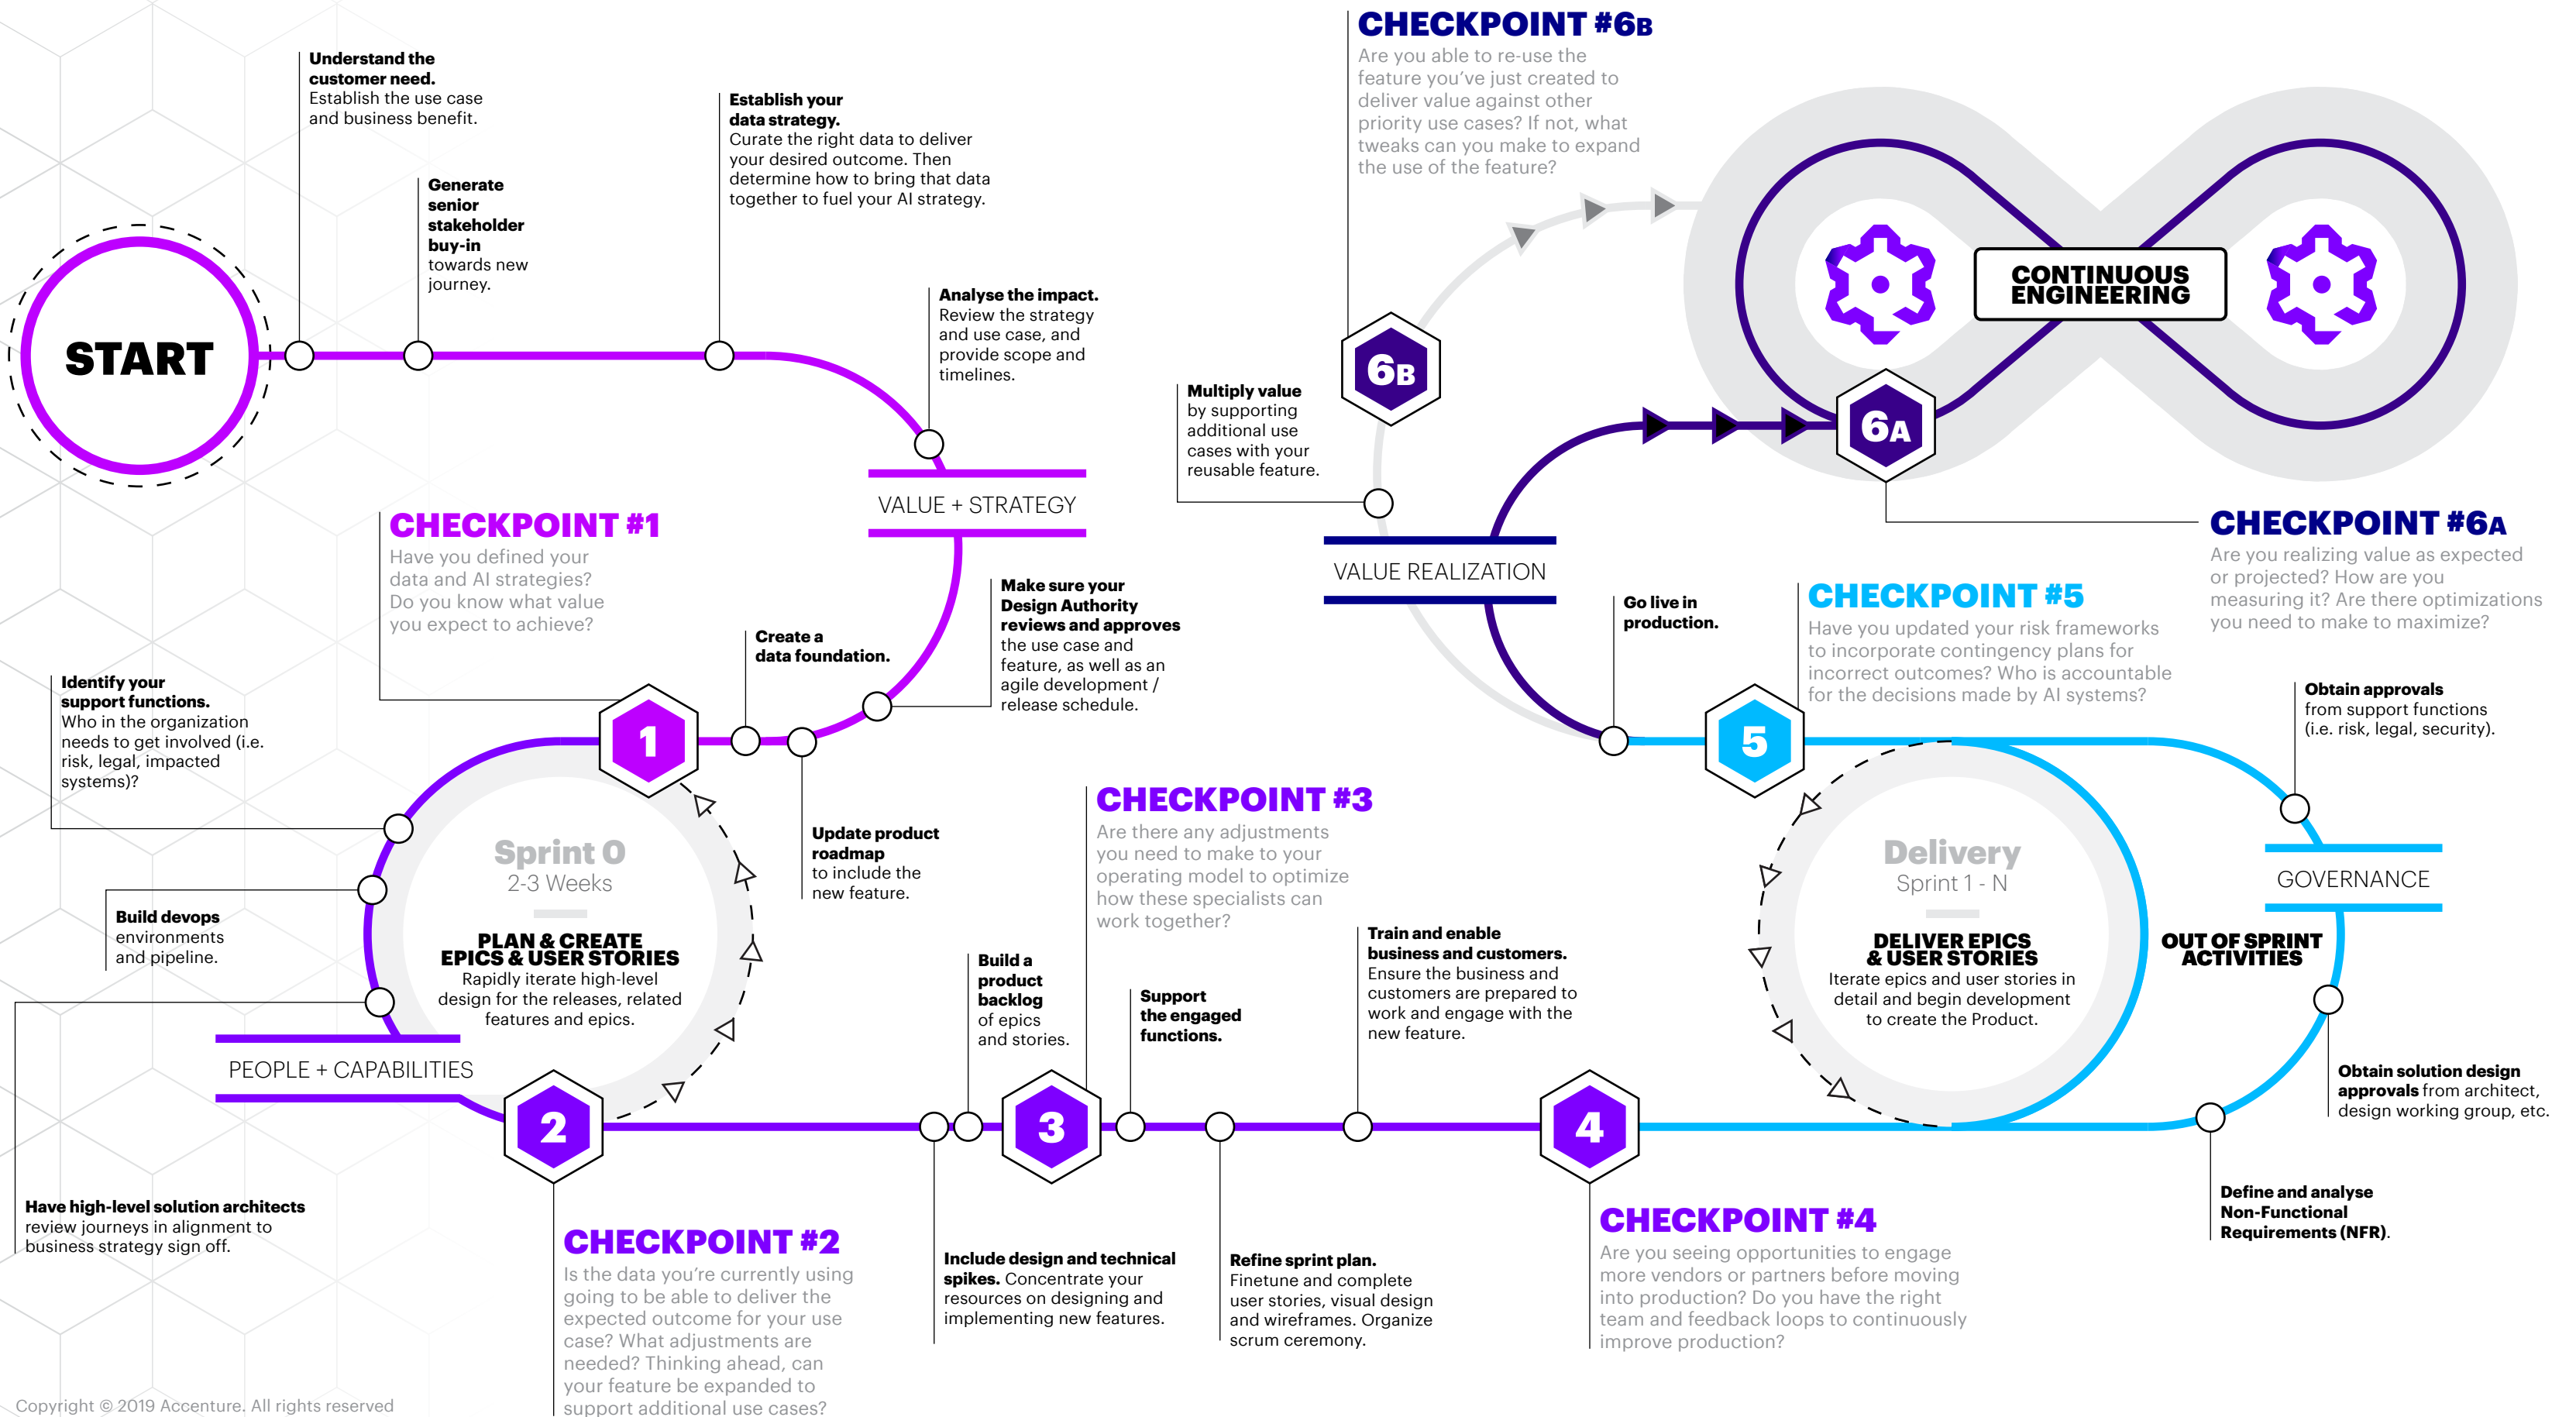 START
Understand the
customer need.
Establish the use case
and business benefit.
Generate
senior
stakeholder
buy-in
towards new
journey.
Establish your
data strategy.
Curate the right data to deliver
your desired outcome. Then
determine how to bring that data
together to fuel your AI strategy.
Analyse the impact.
Review the strategy
and use case, and
provide scope and
timelines.
VALUE + STRATEGY
Make sure your
Design Authority
reviews and approves
the use case and
feature, as well as an
agile development /
release schedule.
Update product
roadmap
to include the
new feature.
Create a
data foundation.
1
CHECKPOINT #1
Have you defined your
data and AI strategies?
Do you know what value
you expect to achieve?
Identify your
support functions.
Who in the organization
needs to get involved (i.e.
risk, legal, impacted
systems)?
Build devops
environments
and pipeline.
Have high-level solution architects
review journeys in alignment to
business strategy sign off.
PEOPLE + CAPABILITIES
Sprint 0
2-3 Weeks
PLAN & CREATE
EPICS & USER STORIES
Rapidly iterate high-level
design for the releases, related
features and epics.
2
CHECKPOINT #2
Is the data you’re currently using
going to be able to deliver the
expected outcome for your use
case? What adjustments are
needed? Thinking ahead, can
your feature be expanded to
support additional use cases?
Include design and technical
spikes. Concentrate your
resources on designing and
implementing new features.
Build a
product
backlog
of epics
and stories.
3
CHECKPOINT #3
Are there any adjustments
you need to make to your
operating model to optimize
how these specialists can
work together?
Support
the engaged
functions.
Refine sprint plan.
Finetune and complete
user stories, visual design
and wireframes. Organize
scrum ceremony.
Train and enable
business and customers.
Ensure the business and
customers are prepared to
work and engage with the
new feature.
4
CHECKPOINT #4
Are you seeing opportunities to engage
more vendors or partners before moving
into production? Do you have the right
team and feedback loops to continuously
improve production?
Delivery
Sprint 1 - N
DELIVER EPICS
& USER STORIES
Iterate epics and user stories in
detail and begin development
to create the Product.
OUT OF SPRINT
ACTIVITIES
Define and analyse
Non-Functional
Requirements (NFR).
Obtain solution design
approvals from architect,
design working group, etc.
GOVERNANCE
Obtain approvals
from support functions
(i.e. risk, legal, security).
5
CHECKPOINT #5
Have you updated your risk frameworks
to incorporate contingency plans for
incorrect outcomes? Who is accountable
for the decisions made by AI systems?
Go live in
production.
VALUE REALIZATION
6A
CHECKPOINT #6A
Are you realizing value as expected
or projected? How are you
measuring it? Are there optimizations
you need to make to maximize?
Multiply value
by supporting
additional use
cases with your
reusable feature.
6B
CHECKPOINT #6B
Are you able to re-use the
feature you’ve just created to
deliver value against other
priority use cases? If not, what
tweaks can you make to expand
the use of the feature?
CONTINUOUS
ENGINEERING
Copyright © 2019 Accenture. All rights reserved